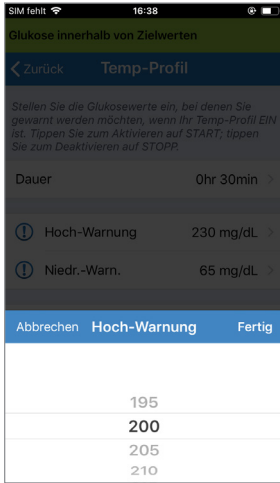 SIM fehlt 16:38
Glukose innerhalb von Zielwerten
Zurück Temp-Profil
Stellen Sie die Glukosewerte ein, bei denen Sie
gewarnt werden möchten, wenn Ihr Temp-Profil EIN
ist. Tippen Sie zum Aktivieren auf START; tippen
Sie zum Deaktivieren auf STOPP.
Dauer 0hr 30min
Hoch-Warnung 230 mg/dL
Niedr.-Warn. 65 mg/dL
Abbrechen Hoch-Warnung Fertig
195
200
205
210